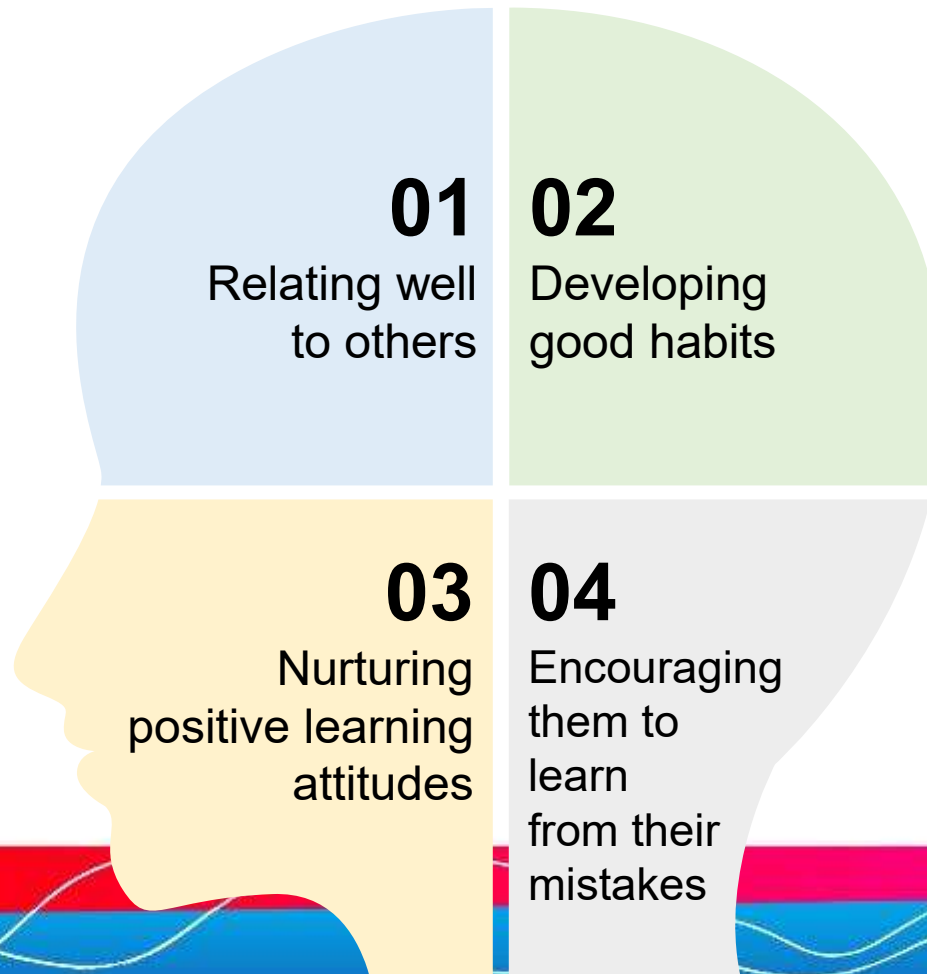 01
Relating well
to others
02
Developing
good habits
03
Nurturing
positive learning
attitudes
04
Encouraging
them to
learn
from their
mistakes